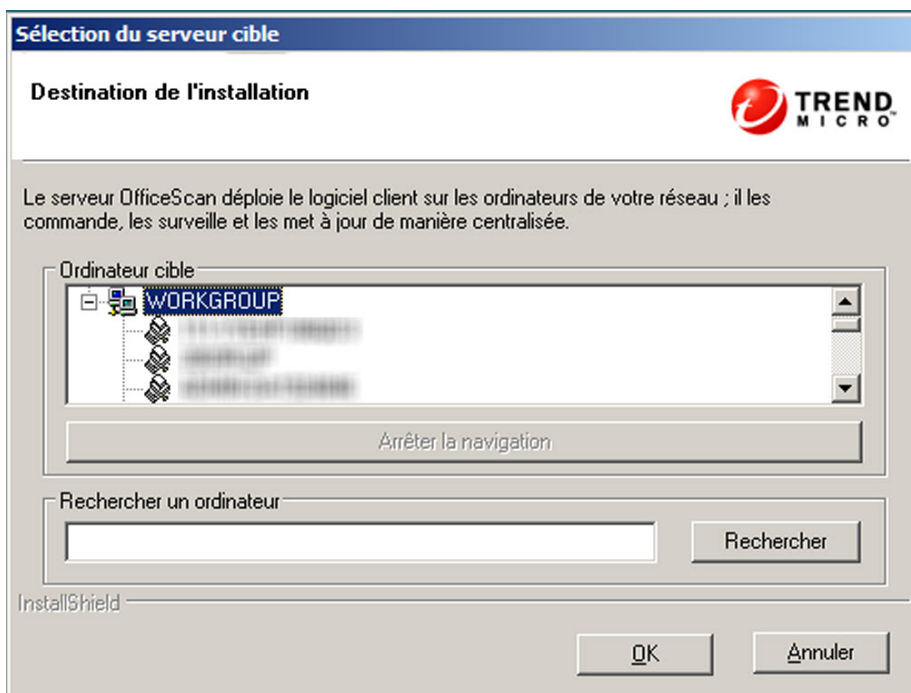 Sélection du serveur cible
Destination de l'installation
TREND
MICRO™
Le serveur OfficeScan déploie le logiciel client sur les ordinateurs de votre réseau ; il les
commande, les surveille et les met à jour de manière centralisée.
Ordinateur cible
WORKGROUP
Arrêter la navigation
Rechercher un ordinateur
Rechercher
InstallShield
OK
Annuler